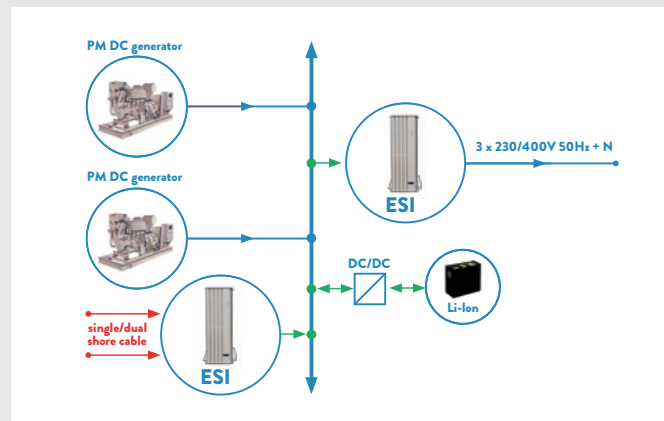 PM DC generator
3 x 230/400V 50Hz + N
ESI
PM DC generator
DC/DC
Li-Ion
single/dual
shore cable
ESI